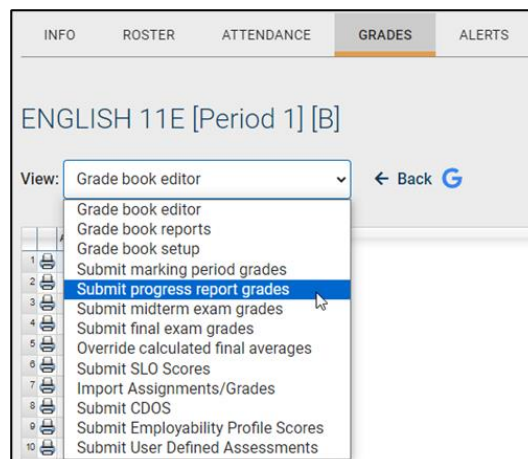 INFO ROSTER ATTENDANCE GRADES ALERTS
ENGLISH 11E [Period 1] [B]
View: Grade book editor ← Back G
Grade book editor
Grade book reports
Grade book setup
Submit marking period grades
Submit progress report grades
Submit midterm exam grades
Submit final exam grades
Override calculated final averages
Submit SLO Scores
Import Assignments/Grades
Submit CDOS
Submit Employability Profile Scores
Submit User Defined Assessments
1
2
3
4
5
6
7
8
9
10